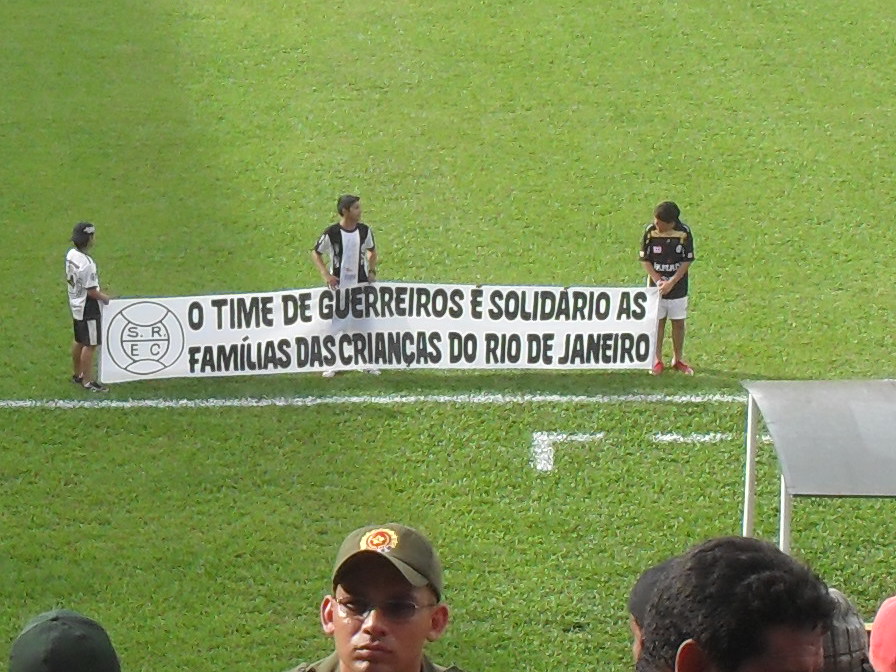 O TIME DE GUERREIROS É SOLIDÁRIO AS
FAMÍLIAS DAS CRIANÇAS DO RIO DE JANEIRO
S. R.
E C